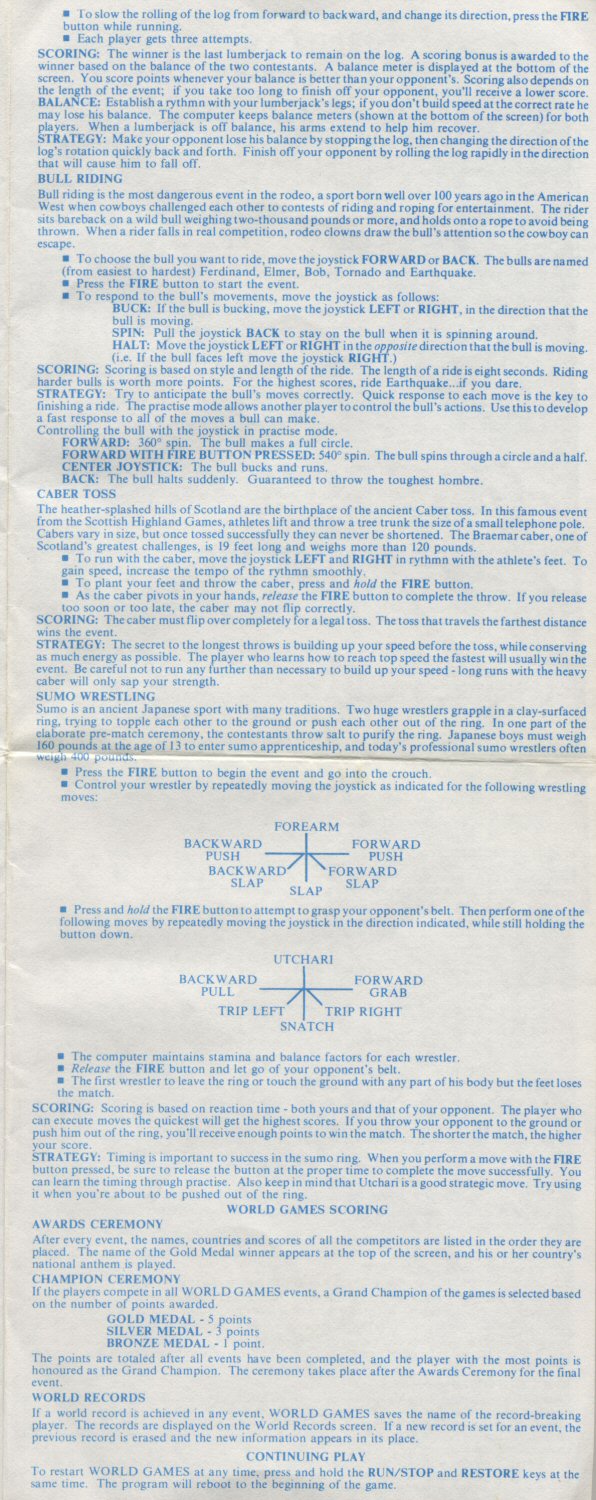 ■ To slow the rolling of the log from forward to backward, and change its direction, press the FIRE
button while running.
■ Each player gets three attempts.
SCORING: The winner is the last lumberjack to remain on the log. A scoring bonus is awarded to the
winner based on the balance of the two contestants. A balance meter is displayed at the bottom of the
screen. You score points whenever your balance is better than your opponent's. Scoring also depends on
the length of the event; if you take too long to finish off your opponent, you'll receive a lower score.
BALANCE: Establish a rythmn with your lumberjack's legs; if you don't build speed at the correct rate he
may lose his balance. The computer keeps balance meters (shown at the bottom of the screen) for both
players. When a lumberjack is off balance, his arms extend to help him recover.
STRATEGY: Make your opponent lose his balance by stopping the log, then changing the direction of the
log's rotation quickly back and forth. Finish off your opponent by rolling the log rapidly in the direction
that will cause him to fall off.
BULL RIDING
Bull riding is the most dangerous event in the rodeo, a sport born well over 100 years ago in the American
West when cowboys challenged each other to contests of riding and roping for entertainment. The rider
sits bareback on a wild bull weighing two-thousand pounds or more, and holds onto a rope to avoid being
thrown. When a rider falls in real competition, rodeo clowns draw the bull's attention so the cowboy can
escape.
■ To choose the bull you want to ride, move the joystick FORWARD or BACK. The bulls are named
(from easiest to hardest) Ferdinand, Elmer, Bob, Tornado and Earthquake.
■ Press the FIRE button to start the event.
■ To respond to the bull's movements, move the joystick as follows:
BUCK: If the bull is bucking, move the joystick LEFT or RIGHT, in the direction that the
bull is moving.
SPIN: Pull the joystick BACK to stay on the bull when it is spinning around.
HALT: Move the joystick LEFT or RIGHT in the opposite direction that the bull is moving.
(i.e. If the bull faces left move the joystick RIGHT.)
SCORING: Scoring is based on style and length of the ride. The length of a ride is eight seconds. Riding
harder bulls is worth more points. For the highest scores, ride Earthquake...if you dare.
STRATEGY: Try to anticipate the bull's moves correctly. Quick response to each move is the key to
finishing a ride. The practise mode allows another player to control the bull's actions. Use this to develop
a fast response to all of the moves a bull can make.
Controlling the bull with the joystick in practise mode.
FORWARD: 360° spin. The bull makes a full circle.
FORWARD WITH FIRE BUTTON PRESSED: 540° spin. The bull spins through a circle and a half.
CENTER JOYSTICK: The bull bucks and runs.
BACK: The bull halts suddenly. Guaranteed to throw the toughest hombre.
CABER TOSS
The heather-splashed hills of Scotland are the birthplace of the ancient Caber toss. In this famous event
from the Scottish Highland Games, athletes lift and throw a tree trunk the size of a small telephone pole.
Cabers vary in size, but once tossed successfully they can never be shortened. The Braemar caber, one of
Scotland's greatest challenges, is 19 feet long and weighs more than 120 pounds.
■ To run with the caber, move the joystick LEFT and RIGHT in rythmn with the athlete's feet. To
gain speed, increase the tempo of the rythmn smoothly.
■ To plant your feet and throw the caber, press and hold the FIRE button.
■ As the caber pivots in your hands, release the FIRE button to complete the throw. If you release
too soon or too late, the caber may not flip correctly.
SCORING: The caber must flip over completely for a legal toss. The toss that travels the farthest distance
wins the event.
STRATEGY: The secret to the longest throws is building up your speed before the toss, while conserving
as much energy as possible. The player who learns how to reach top speed the fastest will usually win the
event. Be careful not to run any further than necessary to build up your speed - long runs with the heavy
caber will only sap your strength.
SUMO WRESTLING
Sumo is an ancient Japanese sport with many traditions. Two huge wrestlers grapple in a clay-surfaced
ring, trying to topple each other to the ground or push each other out of the ring. In one part of the
elaborate pre-match ceremony, the contestants throw salt to purify the ring. Japanese boys must weigh
160 pounds at the age of 13 to enter sumo apprenticeship, and today's professional sumo wrestlers often
weigh 400 pounds.
■ Press the FIRE button to begin the event and go into the crouch.
■ Control your wrestler by repeatedly moving the joystick as indicated for the following wrestling
moves:
FOREARM
BACKWARD PUSH
FORWARD PUSH
BACKWARD SLAP
FORWARD SLAP
SLAP
■ Press and hold the FIRE button to attempt to grasp your opponent's belt. Then perform one of the
following moves by repeatedly moving the joystick in the direction indicated, while still holding the
button down.
UTCHARI
BACKWARD PULL
FORWARD GRAB
TRIP LEFT
TRIP RIGHT
SNATCH
■ The computer maintains stamina and balance factors for each wrestler.
■ Release the FIRE button and let go of your opponent's belt.
■ The first wrestler to leave the ring or touch the ground with any part of his body but the feet loses
the match.
SCORING: Scoring is based on reaction time - both yours and that of your opponent. The player who
can execute moves the quickest will get the highest scores. If you throw your opponent to the ground or
push him out of the ring, you'll receive enough points to win the match. The shorter the match, the higher
your score.
STRATEGY: Timing is important to success in the sumo ring. When you perform a move with the FIRE
button pressed, be sure to release the button at the proper time to complete the move successfully. You
can learn the timing through practise. Also keep in mind that Utchari is a good strategic move. Try using
it when you're about to be pushed out of the ring.
WORLD GAMES SCORING
AWARDS CEREMONY
After every event, the names, countries and scores of all the competitors are listed in the order they are
placed. The name of the Gold Medal winner appears at the top of the screen, and his or her country's
national anthem is played.
CHAMPION CEREMONY
If the players compete in all WORLD GAMES events, a Grand Champion of the games is selected based
on the number of points awarded.
GOLD MEDAL - 5 points
SILVER MEDAL - 3 points
BRONZE MEDAL - 1 point.
The points are totaled after all events have been completed, and the player with the most points is
honoured as the Grand Champion. The ceremony takes place after the Awards Ceremony for the final
event.
WORLD RECORDS
If a world record is achieved in any event, WORLD GAMES saves the name of the record-breaking
player. The records are displayed on the World Records screen. If a new record is set for an event, the
previous record is erased and the new information appears in its place.
CONTINUING PLAY
To restart WORLD GAMES at any time, press and hold the RUN/STOP and RESTORE keys at the
same time. The program will reboot to the beginning of the game.